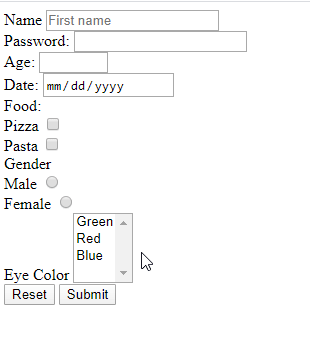 Name First name
Password:
Age:
Date: mm/dd/yyyy
Food:
Pizza
Pasta
Gender
Male
Female
Green
Red
Blue
Eye Color
Reset Submit